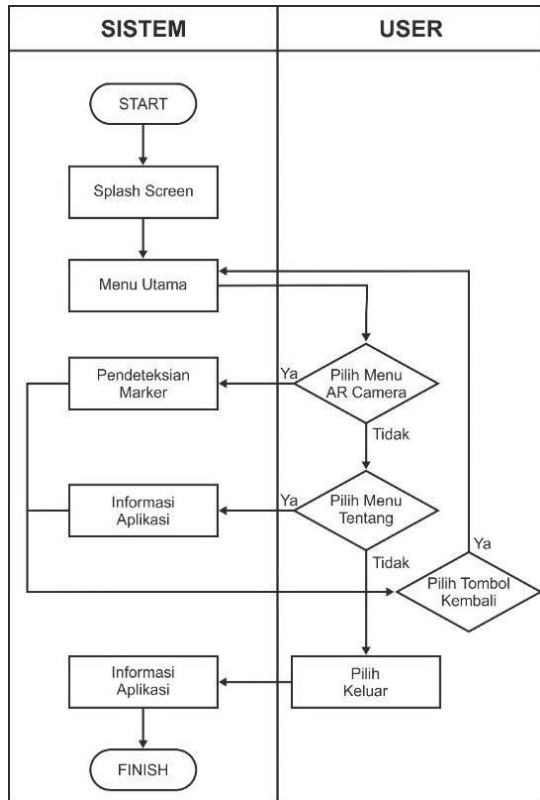 SISTEM
USER
START
Splash Screen
Menu Utama
Pendeteksian
Marker
Ya
Pilih Menu
AR Camera
Tidak
Informasi
Aplikasi
Ya
Pilih Menu
Tentang
Tidak
Ya
Pilih Tombol
Kembali
Informasi
Aplikasi
Pilih
Keluar
FINISH